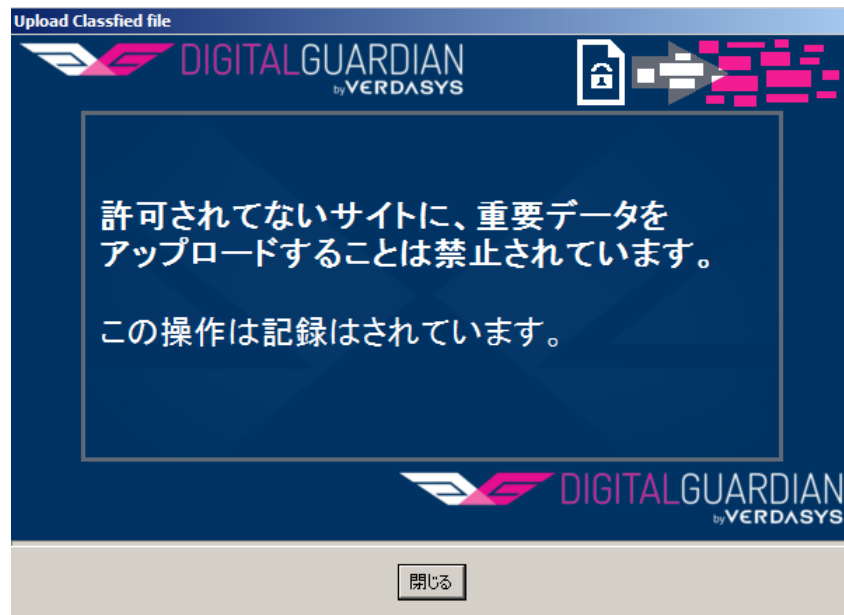 Upload Classfied file
DIGITALGUARDIAN
by VERDASYS
許可されてないサイトに、重要データを
アップロードすることは禁止されています。
この操作は記録はされています。
DIGITALGUARDIAN
by VERDASYS
閉じる